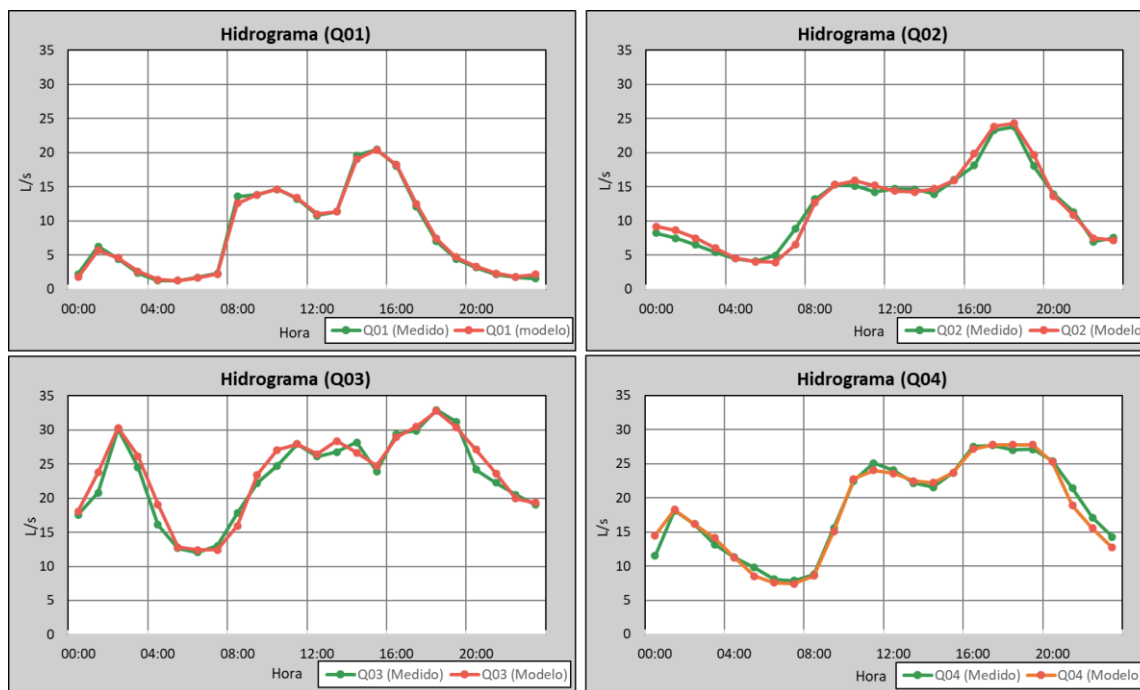 Hidrograma (Q01)
35
30
25
20
15
10
5
0
L/s
00:00 04:00 08:00 12:00 16:00 20:00
Hora
Q01 (Medido) Q01 (modelo)
Hidrograma (Q02)
35
30
25
20
15
10
5
0
L/s
00:00 04:00 08:00 12:00 16:00 20:00
Hora
Q02 (Medido) Q02 (Modelo)
Hidrograma (Q03)
35
30
25
20
15
10
5
0
L/s
00:00 04:00 08:00 12:00 16:00 20:00
Hora
Q03 (Medido) Q03 (Modelo)
Hidrograma (Q04)
35
30
25
20
15
10
5
0
L/s
00:00 04:00 08:00 12:00 16:00 20:00
Hora
Q04 (Medido) Q04 (Modelo)